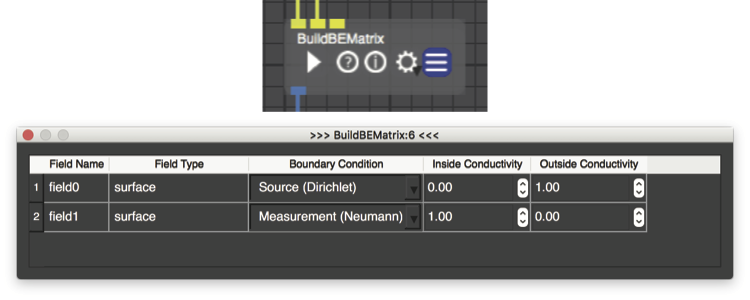 BuildBEMatrix
>>> BuildBEMatrix:6 <<<
Field Name Field Type Boundary Condition Inside Conductivity Outside Conductivity
1 field0 surface Source (Dirichlet) 0.00 1.00
2 field1 surface Measurement (Neumann) 1.00 0.00